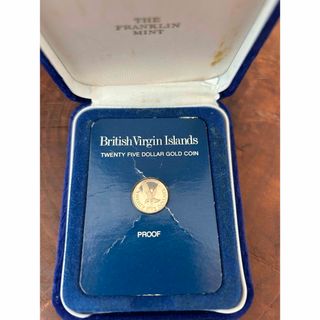 THE
FRANKLIN
MINT
British Virgin Islands
TWENTY FIVE DOLLAR GOLD COIN
PROOF